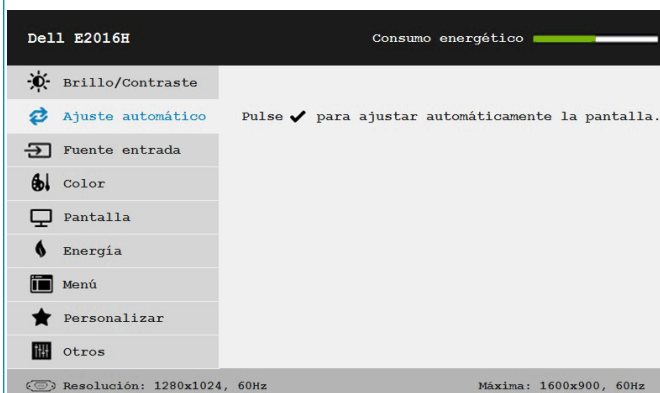 Dell E2016H
Consumo energético
Brillo/Contraste
Ajuste automático
Pulse ✔ para ajustar automáticamente la pantalla.
Fuente entrada
Color
Pantalla
Energía
Menú
Personalizar
Otros
Resolución: 1280x1024, 60Hz
Máxima: 1600x900, 60Hz